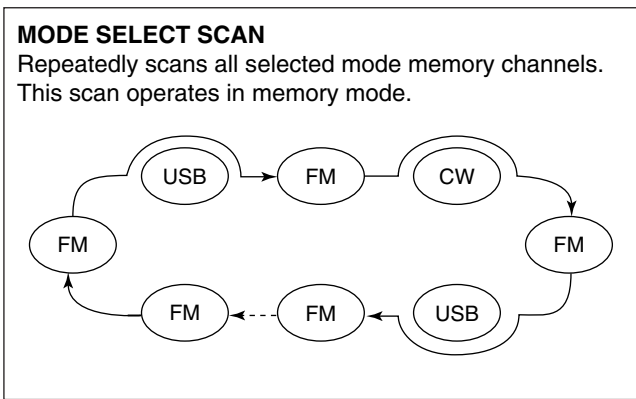 MODE SELECT SCAN
Repeatedly scans all selected mode memory channels.
This scan operates in memory mode.
USB FM CW
FM FM
FM FM USB